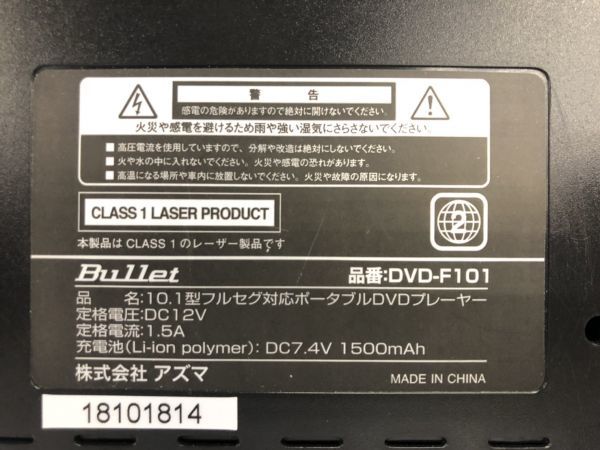 警 告
感電の危険がありますので絶対に開けないでください。
火災や感電を避けるため雨や強い湿気にさらさないでください。
■高圧電流を使用していますので、分解や改造は絶対にしないでください。
■火や水の中に入れないでください。火災や感電の恐れがあります。
■高温になる場所や車内に放置しないでください。火災や故障の原因になります。
CLASS 1 LASER PRODUCT
2
本製品は CLASS 1 のレーザー製品です
Bullet
品番:DVD-F101
品 名:10.1型フルセグ対応ポータブルDVDプレーヤー
定格電圧:DC12V
定格電流:1.5A
充電池(Li-ion polymer): DC7.4V 1500mAh
株式会社 アズマ
MADE IN CHINA
18101814